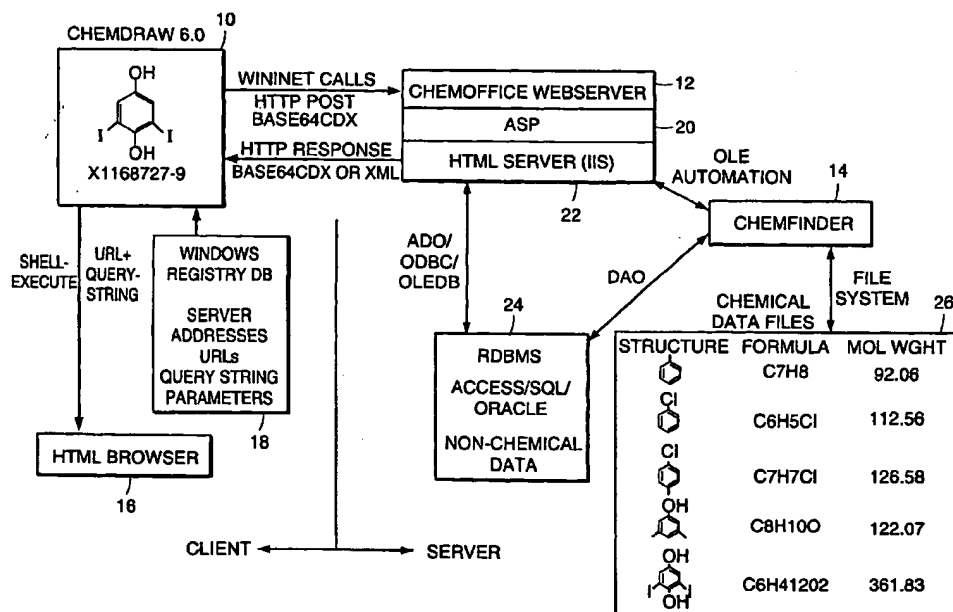 CHEMDRAW 6.0
10
OH
I
I
OH
X1168727-9
WININET CALLS
HTTP POST
BASE64CDX
HTTP RESPONSE
BASE64CDX OR XML
CHEMOFFICE WEBSERVER
12
ASP
20
HTML SERVER (IIS)
22
OLE
AUTOMATION
14
CHEMFINDER
SHELL-
EXECUTE
URL+
QUERY-
STRING
WINDOWS
REGISTRY DB
SERVER
ADDRESSES
URLs
QUERY STRING
PARAMETERS
18
HTML BROWSER
16
ADO/
ODBC/
OLEDB
DAO
FILE
SYSTEM
24
RDBMS
ACCESS/SQL/
ORACLE
NON-CHEMICAL
DATA
CHEMICAL
DATA FILES
26
STRUCTURE FORMULA MOL WGHT
C7H8 92.06
Cl
C6H5Cl 112.56
Cl
C7H7Cl 126.58
OH
C8H10O 122.07
OH
I
I
OH
C6H41202 361.83
CLIENT
SERVER